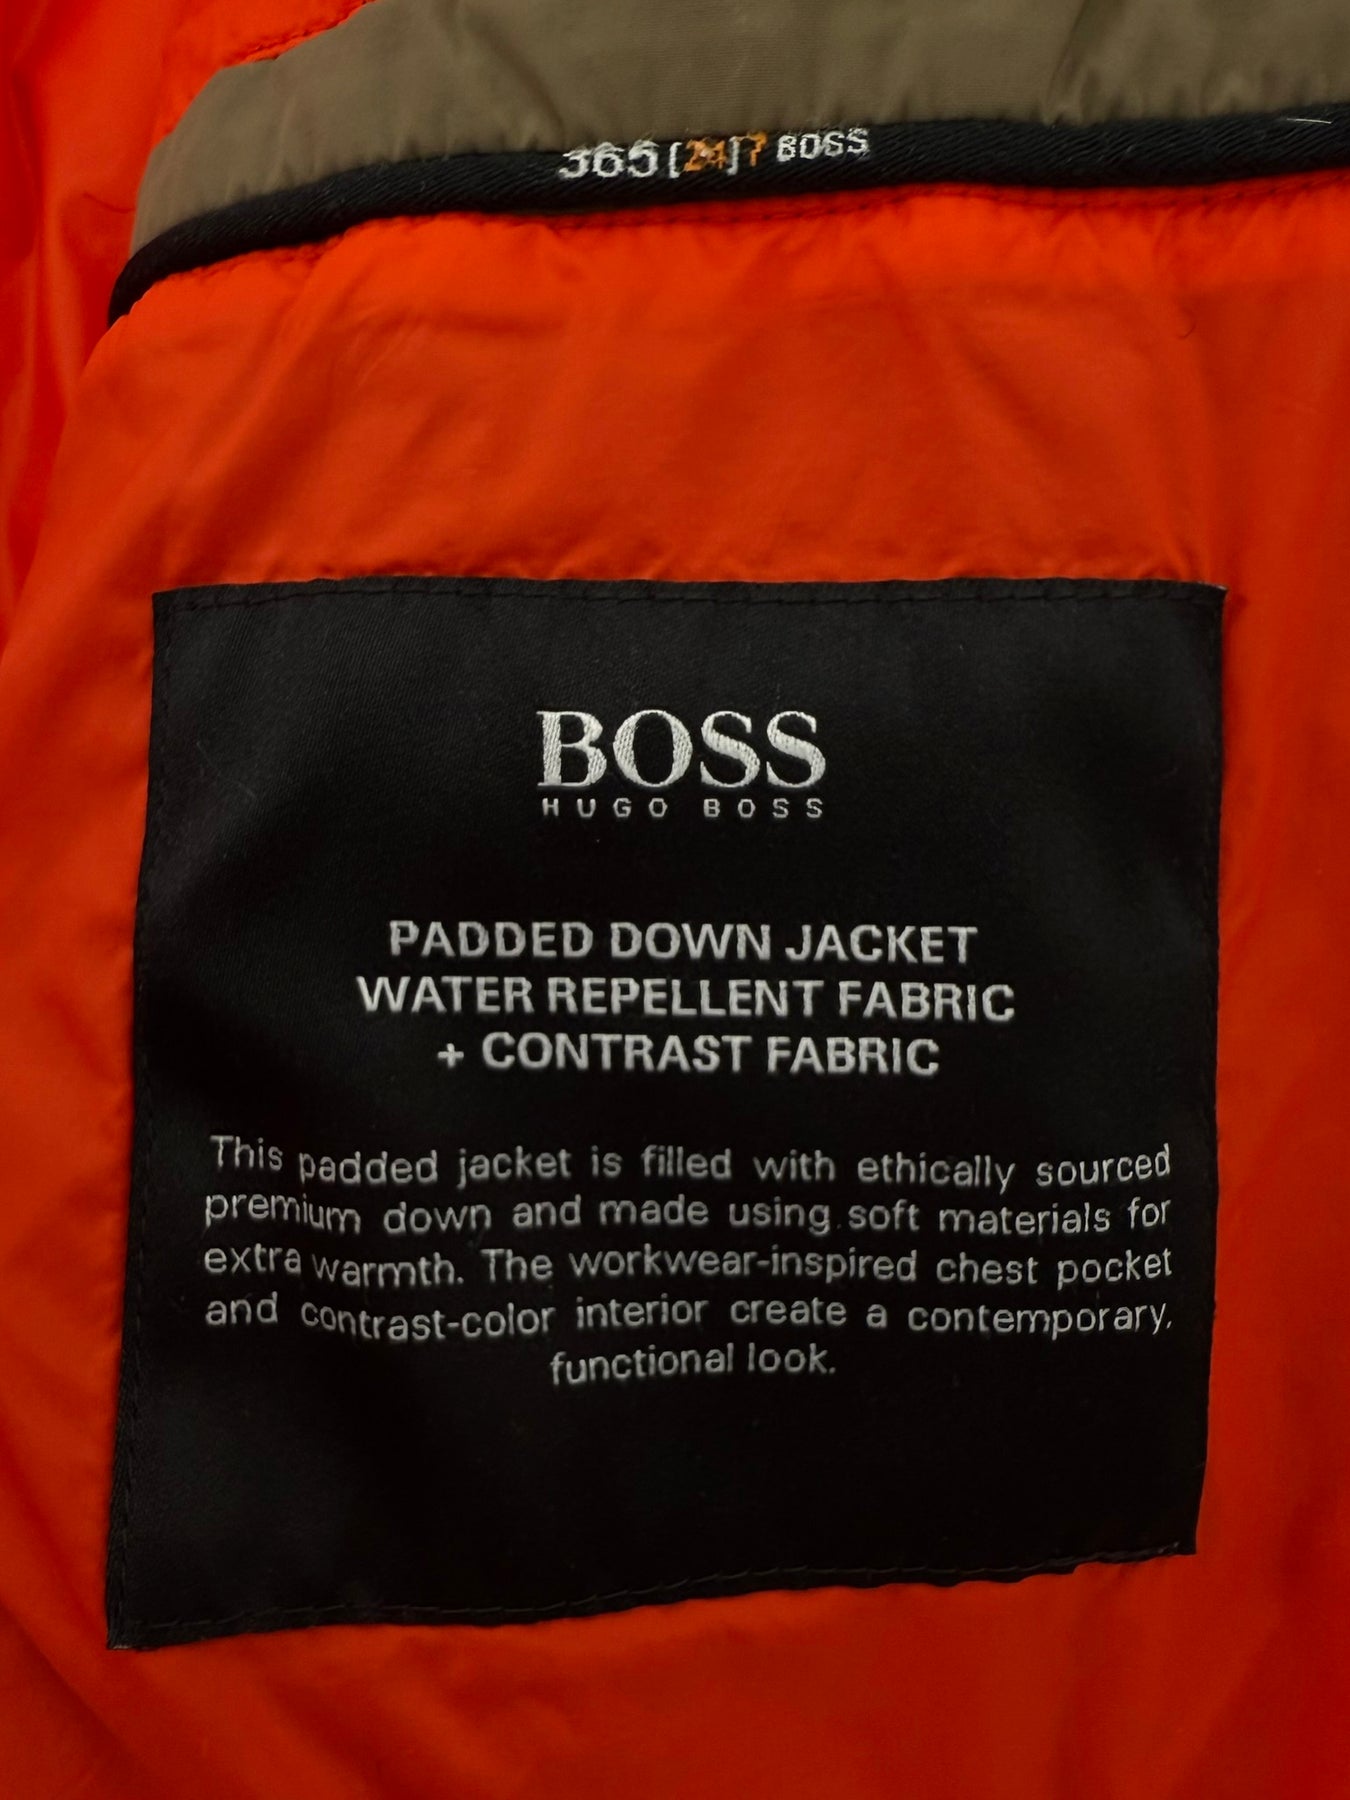 365[24]7 BOSS
BOSS
HUGO BOSS
PADDED DOWN JACKET
WATER REPELLENT FABRIC
+ CONTRAST FABRIC
This padded jacket is filled with ethically sourced
premium down and made using soft materials for
extra warmth. The workwear-inspired chest pocket
and contrast-color interior create a contemporary,
functional look.